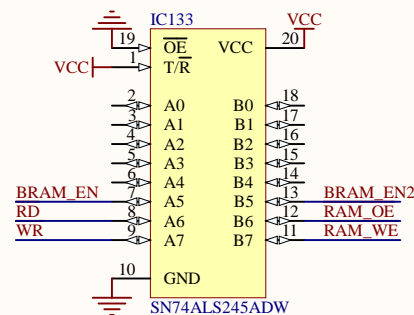 IC133
19 OE VCC 20 VCC
VCC 1 T/R
2 A0 B0 18
3 A1 B1 17
4 A2 B2 16
5 A3 B3 15
6 A4 B4 14
BRAM_EN 7 A5 B5 13 BRAM_EN2
RD 8 A6 B6 12 RAM_OE
WR 9 A7 B7 11 RAM_WE
10 GND
SN74ALS245ADW